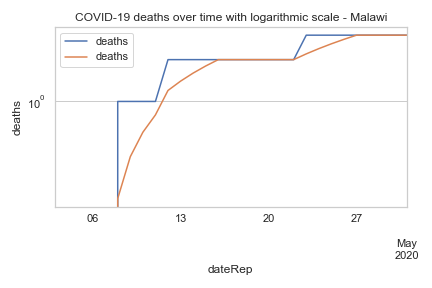 COVID-19 deaths over time with logarithmic scale - Malawi
deaths
deaths
deaths
10⁰
06 13 20 27
May
2020
dateRep